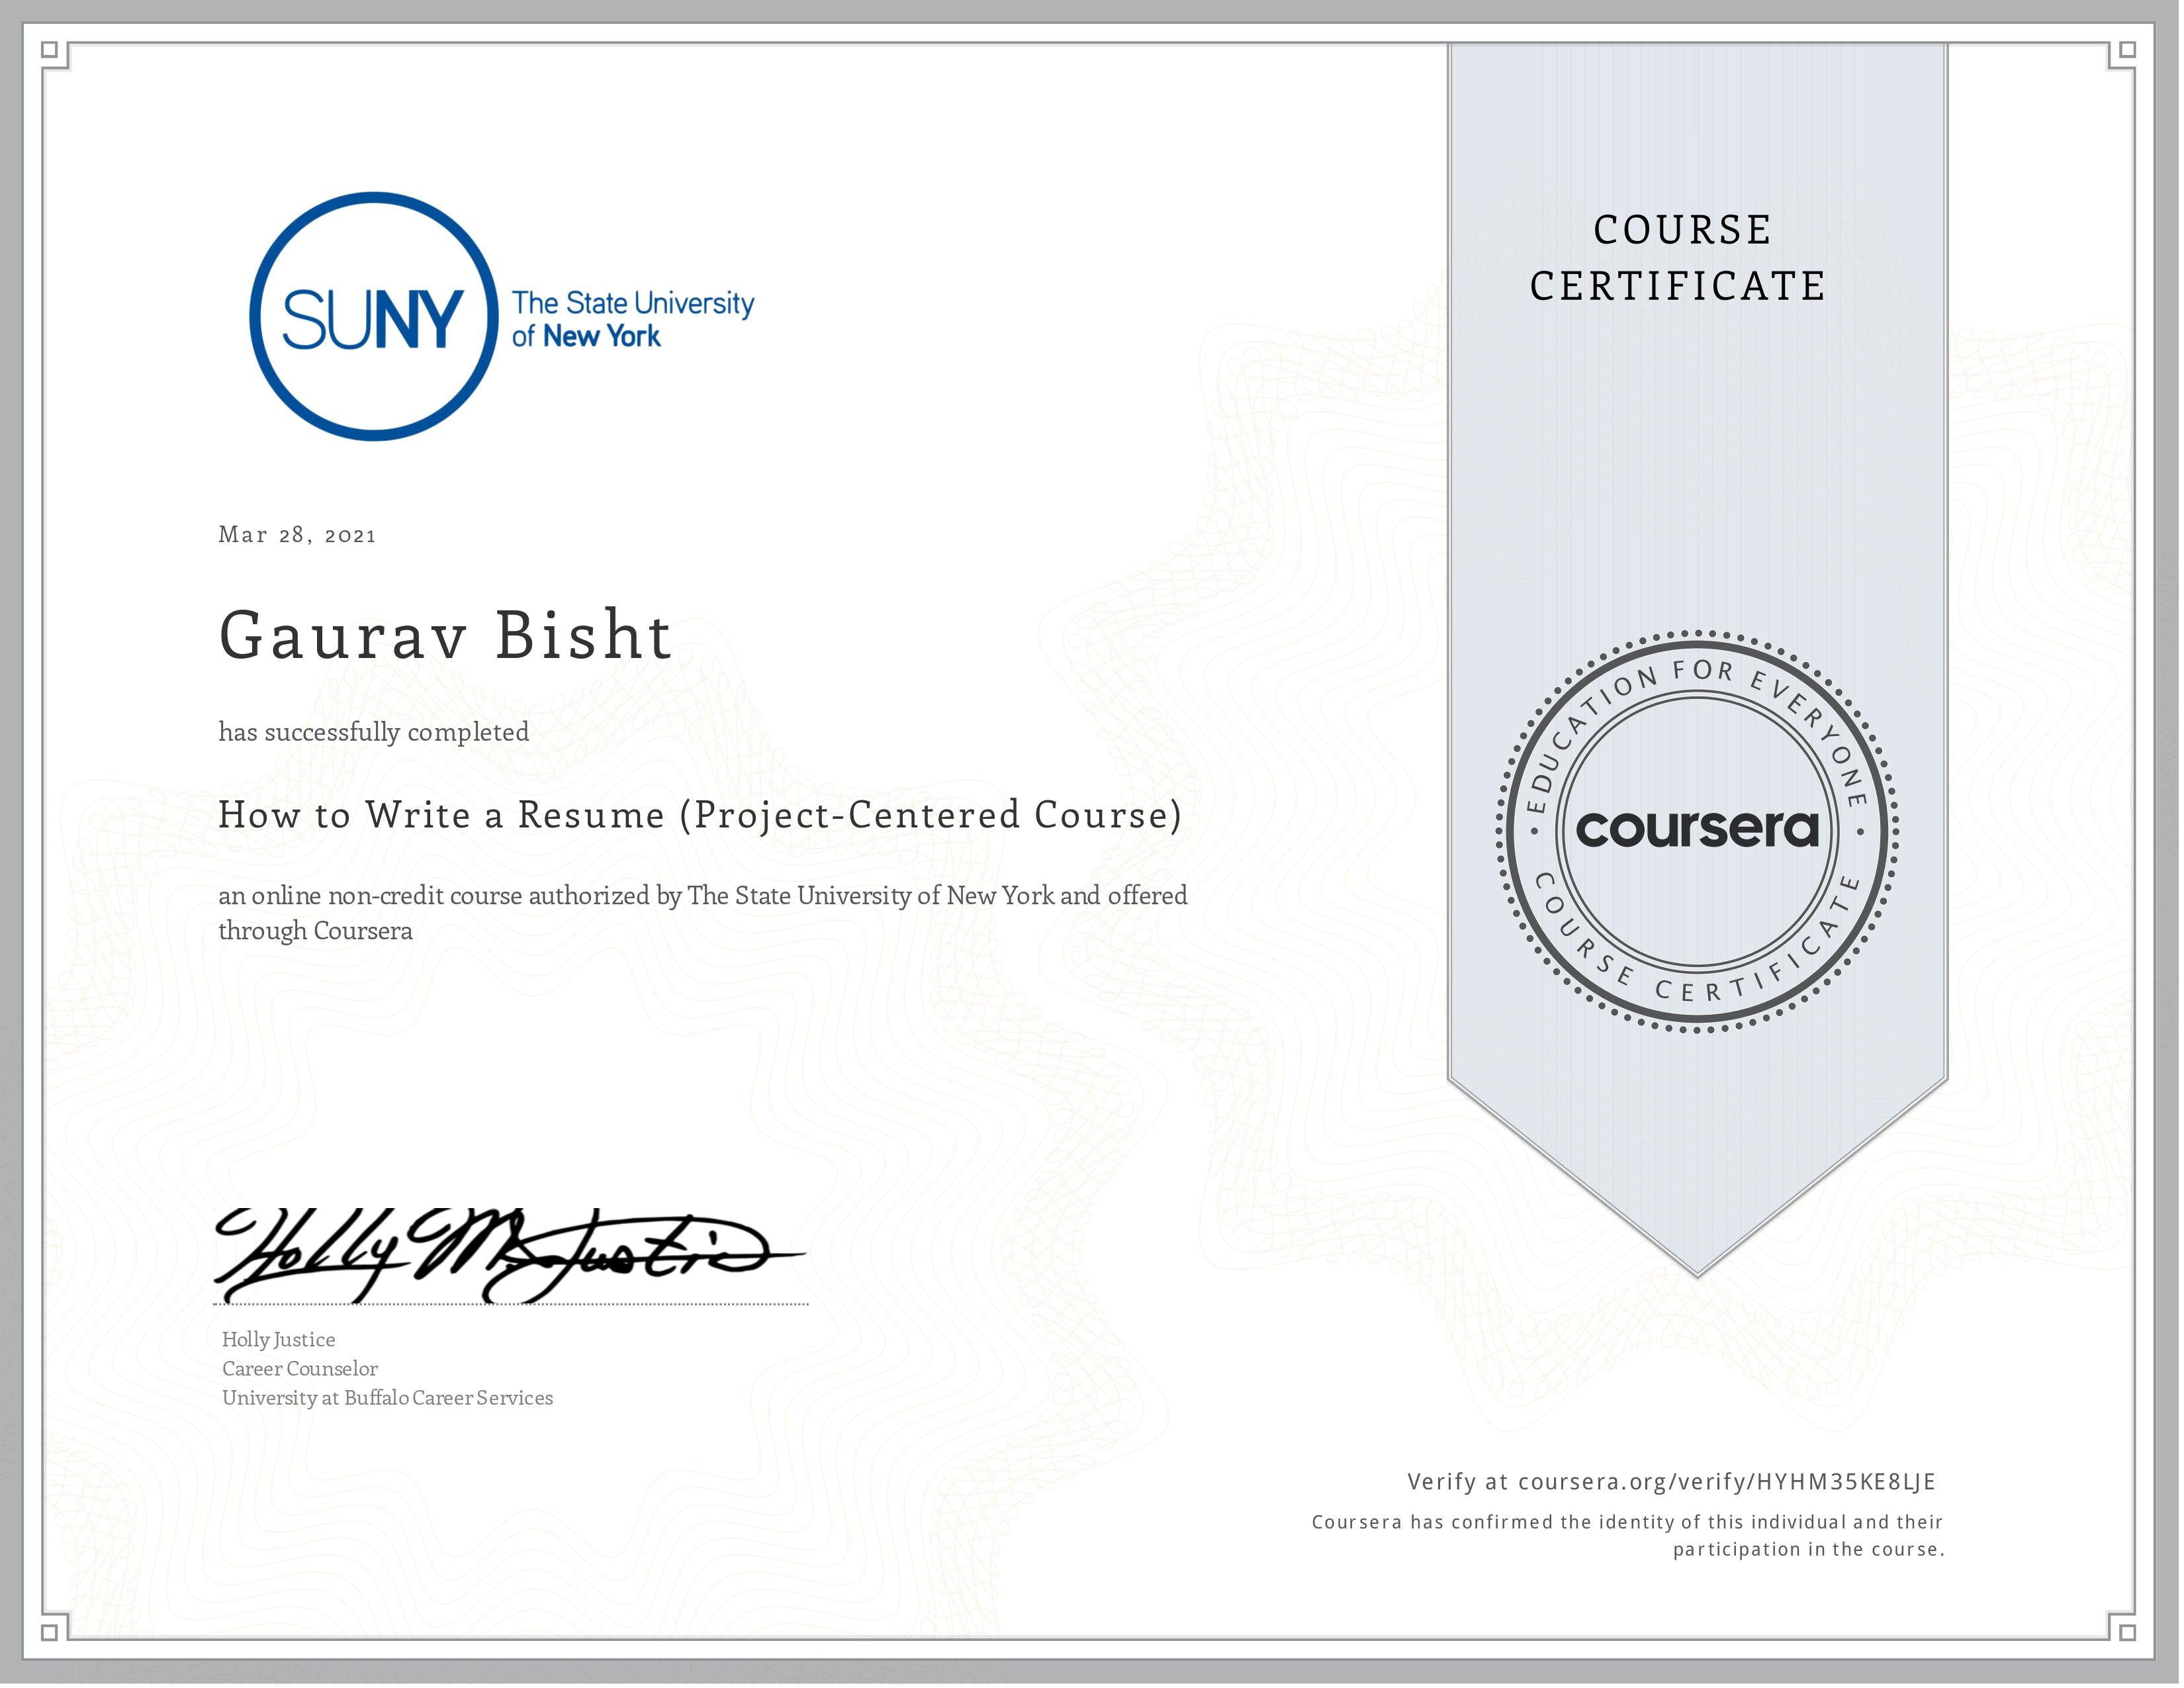 SUNY
The State University
of New York
COURSE
CERTIFICATE
Mar 28, 2021
Gaurav Bisht
has successfully completed
How to Write a Resume (Project-Centered Course)
an online non-credit course authorized by The State University of New York and offered
through Coursera
EDUCATION FOR EVERYONE
coursera
COURSE CERTIFICATE
Holly M Justice
Holly Justice
Career Counselor
University at Buffalo Career Services
Verify at coursera.org/verify/HYHM35KE8LJE
Coursera has confirmed the identity of this individual and their
participation in the course.